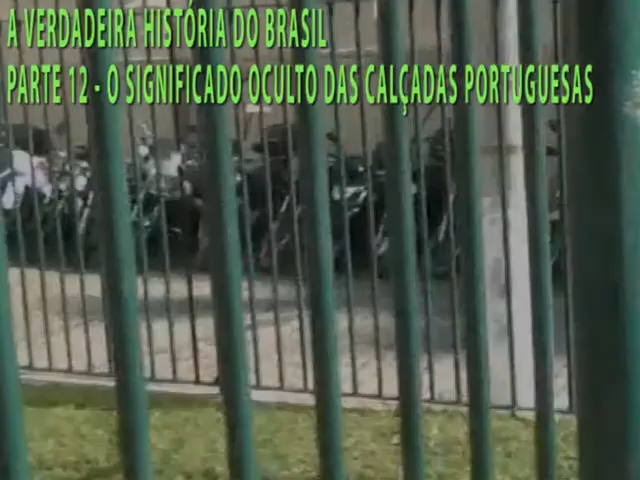 A VERDADEIRA HISTÓRIA DO BRASIL
PARTE 12 - O SIGNIFICADO OCULTO DAS CALÇADAS PORTUGUESAS